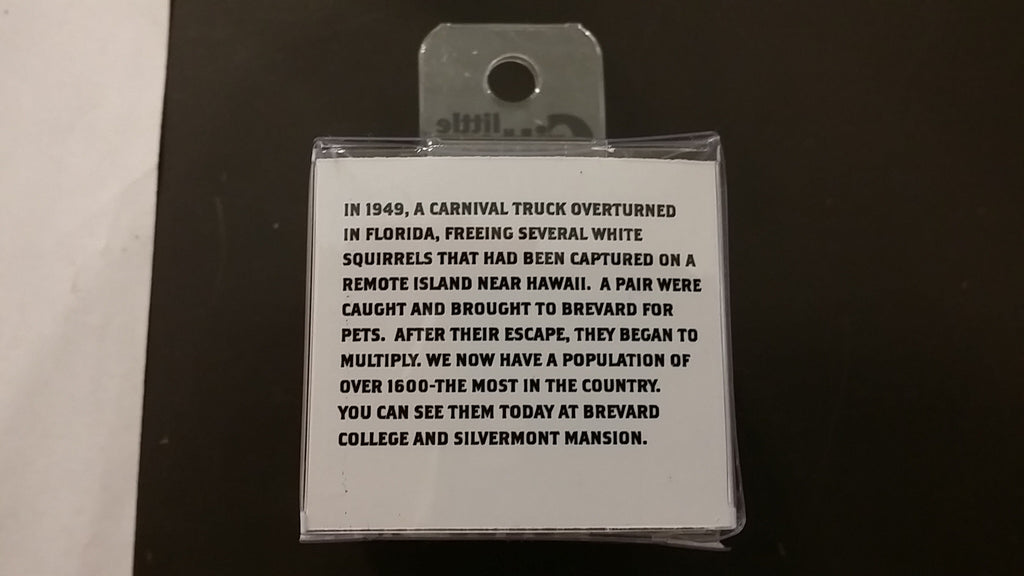 little
IN 1949, A CARNIVAL TRUCK OVERTURNED
IN FLORIDA, FREEING SEVERAL WHITE
SQUIRRELS THAT HAD BEEN CAPTURED ON A
REMOTE ISLAND NEAR HAWAII. A PAIR WERE
CAUGHT AND BROUGHT TO BREVARD FOR
PETS. AFTER THEIR ESCAPE, THEY BEGAN TO
MULTIPLY. WE NOW HAVE A POPULATION OF
OVER 1600-THE MOST IN THE COUNTRY.
YOU CAN SEE THEM TODAY AT BREVARD
COLLEGE AND SILVERMONT MANSION.